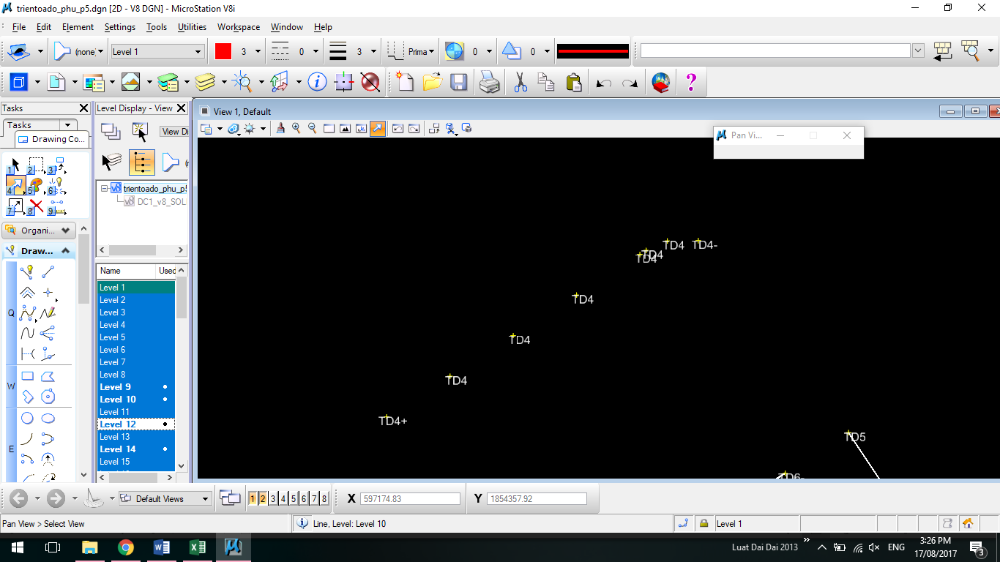 trientoado_phu_p5.dgn [2D - V8 DGN] - MicroStation V8i
File Edit Element Settings Tools Utilities Workspace Window Help
(none) Level 1 3 0 3 Prima 0 0
Tasks
Tasks
Drawing Co...
1 2 3
4 5 6
7 8 9
Organi...
Draw...
Q
W
E
Level Display - View
View Di
trientoado_phu_p5
DC1_v8_SOL
Name Used
Level 1
Level 2
Level 3
Level 4
Level 5
Level 6
Level 7
Level 8
Level 9
Level 10
Level 11
Level 12
Level 13
Level 14
Level 15
View 1, Default
Pan Vi...
TD4 TD4-
TD4
TD4
TD4
TD4
TD4
TD4+
TD5
TD6-
Default Views 1 2 3 4 5 6 7 8 X 597174.83 Y 1854357.92
Pan View > Select View Line, Level: Level 10 Level 1
Luat Dai Dai 2013 ENG 3:26 PM
17/08/2017 3